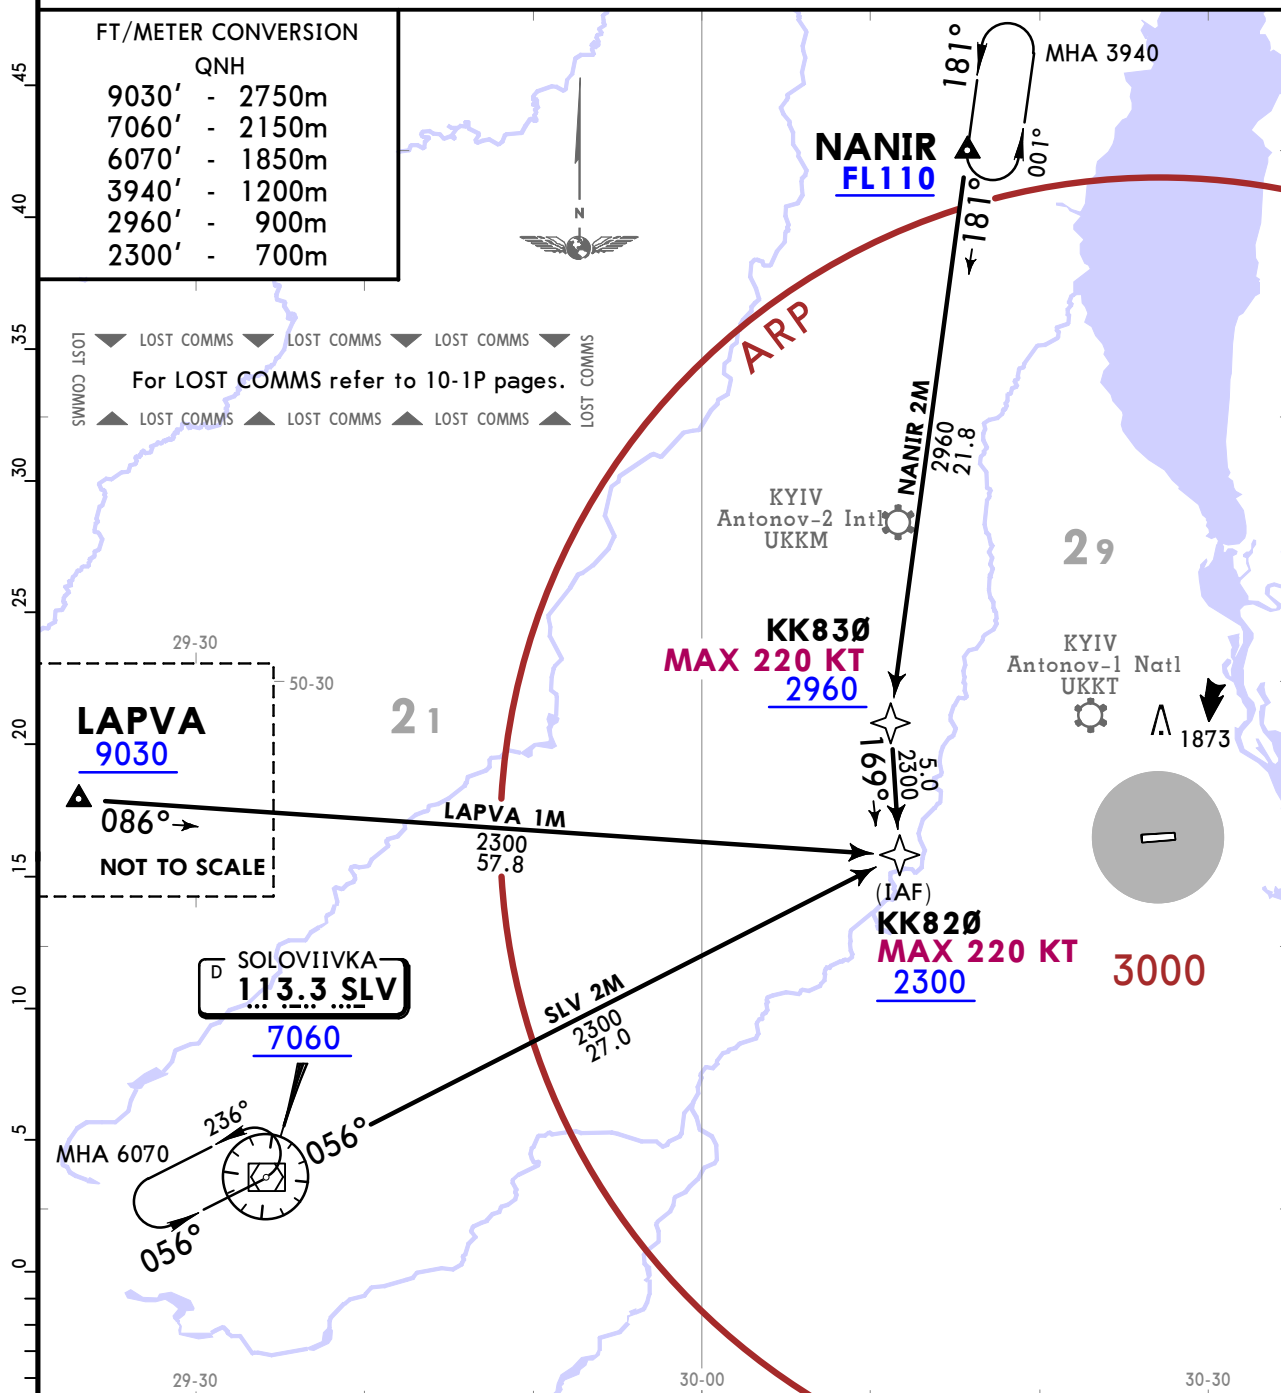 FT/METER CONVERSION
QNH
9030' - 2750m
7060' - 2150m
6070' - 1850m
3940' - 1200m
2960' - 900m
2300' - 700m
45
40
35
30
25
20
15
10
5
0
N
LOST COMMS
LOST COMMS LOST COMMS LOST COMMS
LOST COMMS
For LOST COMMS refer to 10-1P pages.
LOST COMMS LOST COMMS LOST COMMS
181°
MHA 3940
001°
NANIR
FL110
181°
ARP
NANIR 2M
2960
21.8
KYIV
Antonov-2 Intl
UKKM
29
KK83Ø
MAX 220 KT
2960
KYIV
Antonov-1 Natl
UKKT
1873
29-30
50-30
21
LAPVA
9030
086°
NOT TO SCALE
LAPVA 1M
2300
57.8
169°
5.0
2300
(IAF)
KK82Ø
MAX 220 KT
2300
3000
SOLOVIIVKA
D 113.3 SLV
7060
SLV 2M
2300
27.0
236°
MHA 6070
056°
056°
29-30
30-00
30-30